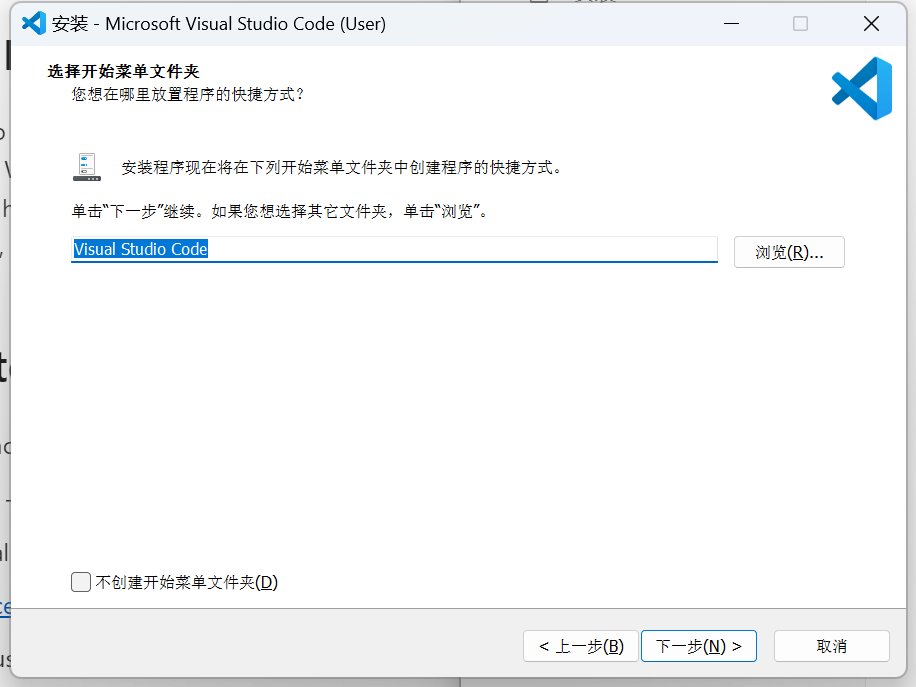 安装 - Microsoft Visual Studio Code (User)
选择开始菜单文件夹
您想在哪里放置程序的快捷方式？
安装程序现在将在下列开始菜单文件夹中创建程序的快捷方式。
单击“下一步”继续。如果您想选择其它文件夹，单击“浏览”。
Visual Studio Code
浏览(R)...
不创建开始菜单文件夹(D)
< 上一步(B)
下一步(N) >
取消